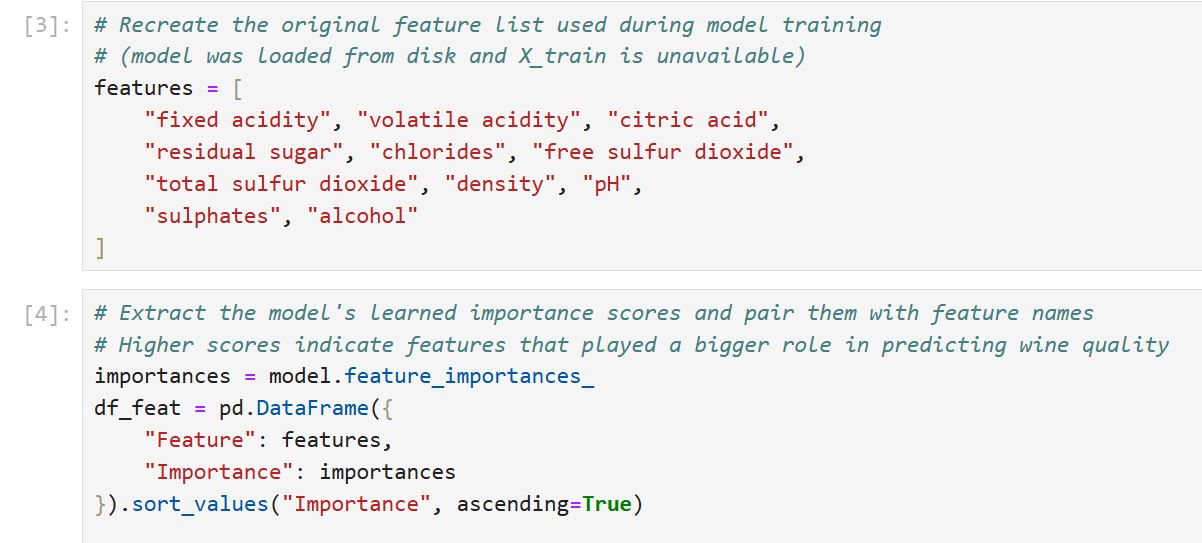 [3]:
# Recreate the original feature list used during model training
# (model was loaded from disk and X_train is unavailable)
features = [
    "fixed acidity", "volatile acidity", "citric acid",
    "residual sugar", "chlorides", "free sulfur dioxide",
    "total sulfur dioxide", "density", "pH",
    "sulphates", "alcohol"
]
[4]:
# Extract the model's learned importance scores and pair them with feature names
# Higher scores indicate features that played a bigger role in predicting wine quality
importances = model.feature_importances_
df_feat = pd.DataFrame({
    "Feature": features,
    "Importance": importances
}).sort_values("Importance", ascending=True)